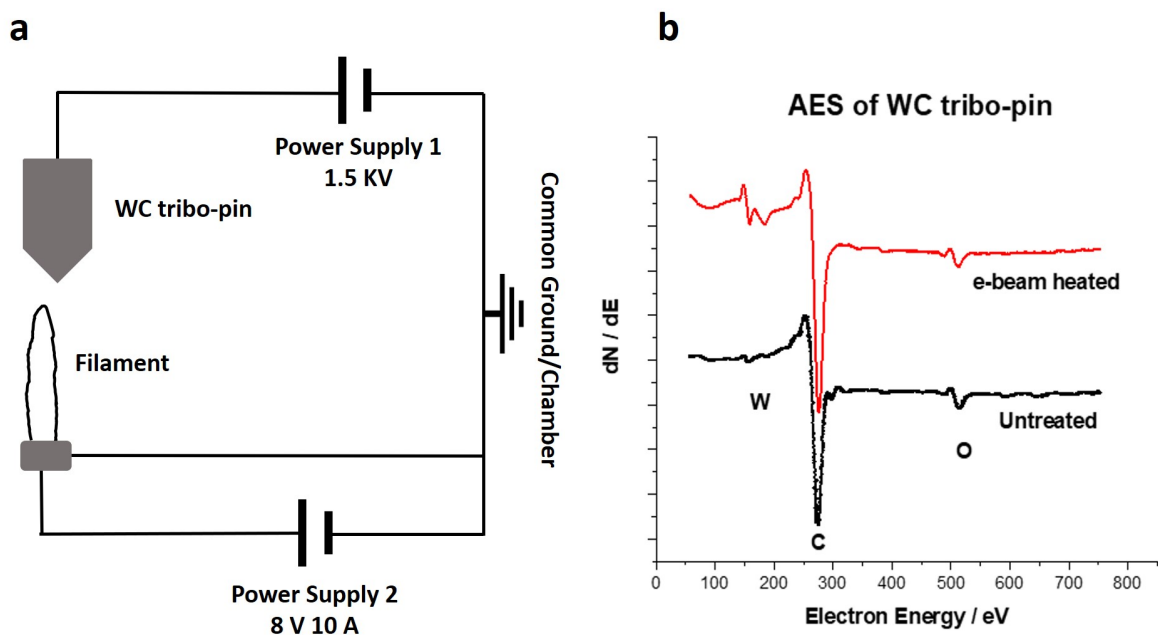 a
Power Supply 1
1.5 KV
WC tribo-pin
Filament
Common Ground/Chamber
Power Supply 2
8 V 10 A
b
AES of WC tribo-pin
dN / dE
e-beam heated
W
Untreated
O
C
0 100 200 300 400 500 600 700 800
Electron Energy / eV